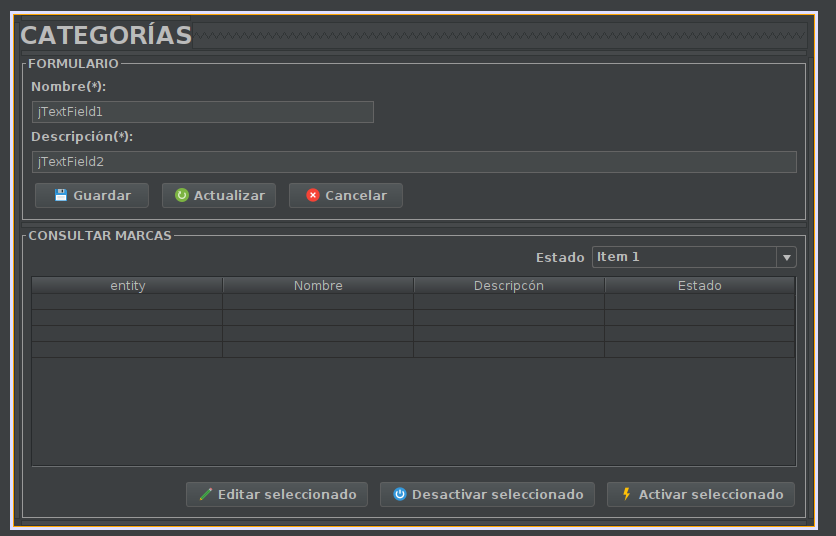 CATEGORÍAS
FORMULARIO
Nombre(*):
jTextField1
Descripción(*):
jTextField2
Guardar Actualizar Cancelar
CONSULTAR MARCAS
Estado Item 1
entity Nombre Descripcón Estado
Editar seleccionado Desactivar seleccionado Activar seleccionado